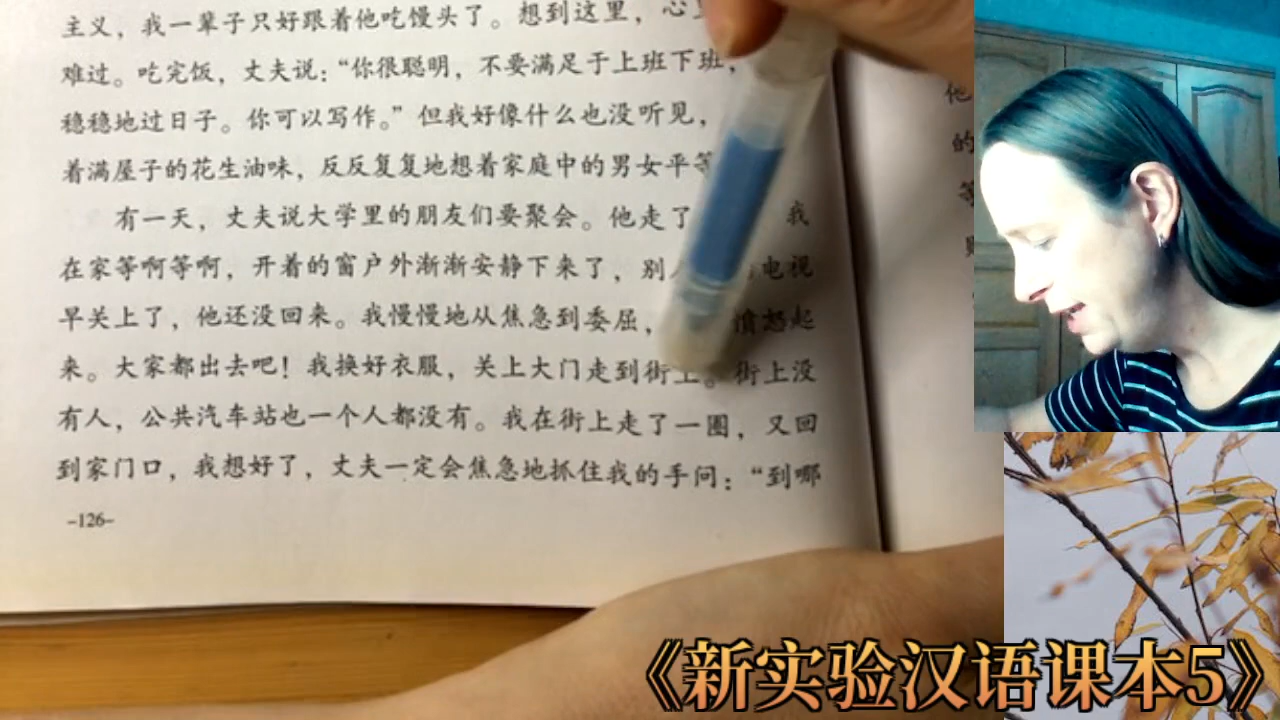 主义，我一辈子只好跟着他吃馒头了。想到这里，心
难过。吃完饭，丈夫说：“你很聪明，不要满足于上班下班，
稳稳地过日子。你可以写作。”但我好像什么也没听见，
着满屋子的花生油味，反反复复地想着家庭中的男女平等
有一天，丈夫说大学里的朋友们要聚会。他走了 我
在家等啊等啊，开着的窗户外渐渐安静下来了，别 电视
早关上了，他还没回来。我慢慢地从焦急到委屈， 愤怒起
来。大家都出去吧！我换好衣服，关上大门走到街上。街上没
有人，公共汽车站也一个人都没有。我在街上走了一圈，又回
到家门口，我想好了，丈夫一定会焦急地抓住我的手问：“到哪
-126-
他
的
等
《新实验汉语课本5》